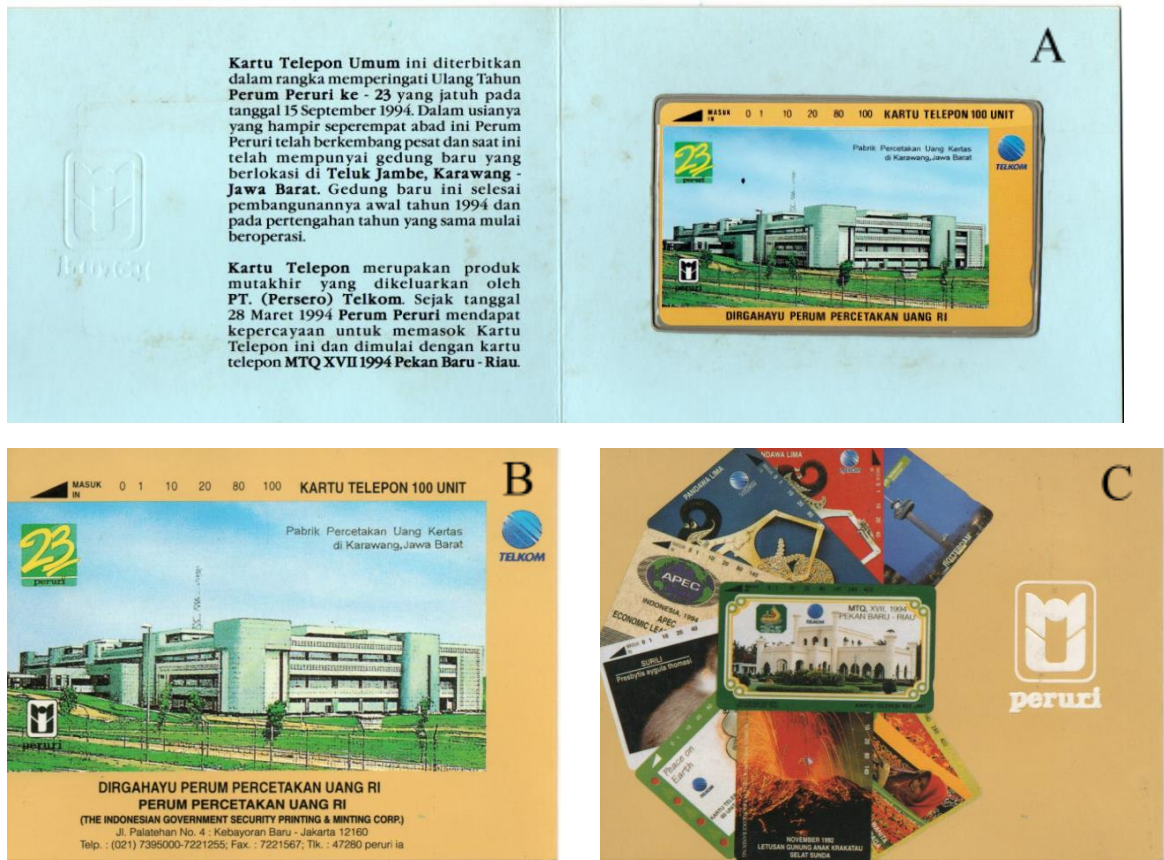 Kartu Telepon Umum ini diterbitkan
dalam rangka memperingati Ulang Tahun
Perum Peruri ke - 23 yang jatuh pada
tanggal 15 September 1994. Dalam usianya
yang hampir seperempat abad ini Perum
Peruri telah berkembang pesat dan saat ini
telah mempunyai gedung baru yang
berlokasi di Teluk Jambe, Karawang -
Jawa Barat. Gedung baru ini selesai
pembangunannya awal tahun 1994 dan
pada pertengahan tahun yang sama mulai
beroperasi.
Kartu Telepon merupakan produk
mutakhir yang dikeluarkan oleh
PT. (Persero) Telkom. Sejak tanggal
28 Maret 1994 Perum Peruri mendapat
kepercayaan untuk memasok Kartu
Telepon ini dan dimulai dengan kartu
telepon MTQ XVII 1994 Pekan Baru - Riau.
A
MASUK 0 1 10 20 80 100 KARTU TELEPON 100 UNIT
IN
23
peruri
Pabrik Percetakan Uang Kertas
di Karawang, Jawa Barat
TELKOM
peruri
DIRGAHAYU PERUM PERCETAKAN UANG RI
B
MASUK 0 1 10 20 80 100 KARTU TELEPON 100 UNIT
IN
23
peruri
Pabrik Percetakan Uang Kertas
di Karawang, Jawa Barat
TELKOM
peruri
DIRGAHAYU PERUM PERCETAKAN UANG RI
PERUM PERCETAKAN UANG RI
(THE INDONESIAN GOVERNMENT SECURITY PRINTING & MINTING CORP.)
Jl. Palatehan No. 4 : Kebayoran Baru - Jakarta 12160
Telp. : (021) 7395000-7221255; Fax. : 7221567; Tlk. : 47280 peruri ia
C
PANDAWA LIMA
PANDAWA LIMA
APEC
INDONESIA, 1994
APEC
ECONOMIC
MTQ, XVII, 1994
PEKAN BARU - RIAU
TELKOM
SURILI
Presbytis aygula thomasi
Peace on
Earth
TELKOM
NOVEMBER 1992
LETUSAN GUNUNG ANAK KRAKATAU
SELAT SUNDA
peruri